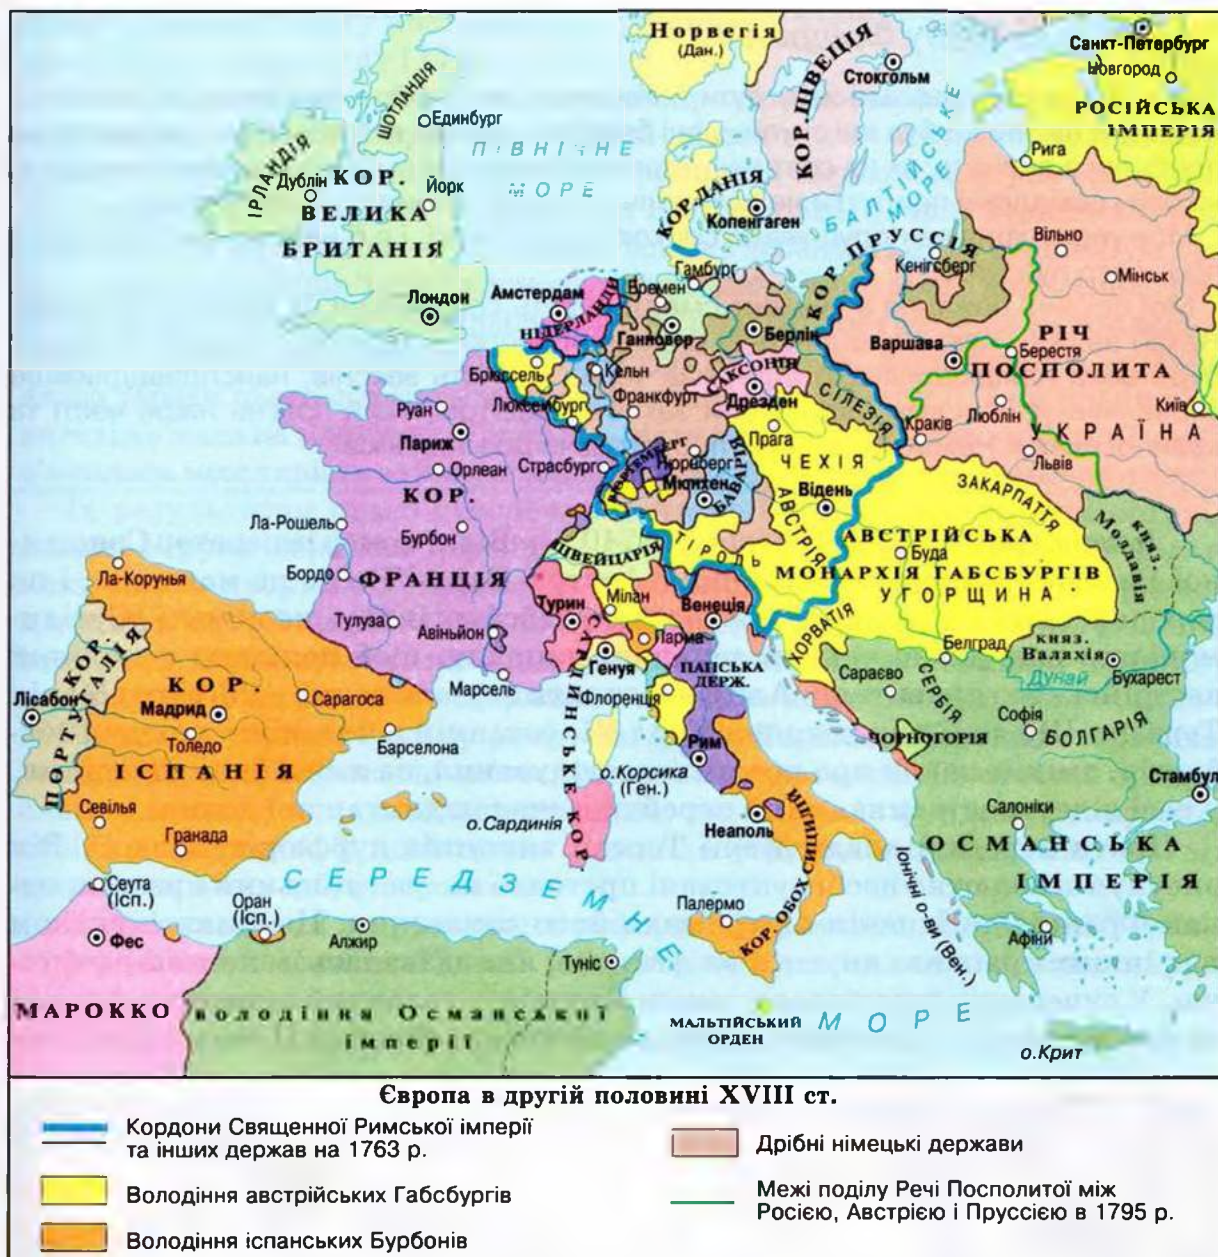 Норвегія
(Дан.)
КОР. ШВЕЦІЯ
Стокгольм
Санкт-Петербург
Новгород
РОСІЙСЬКА
ІМПЕРІЯ
Рига
ШОТЛАНДІЯ
Единбург
ПІВНІЧНЕ
МОРЕ
ІРЛАНДІЯ
Дублін
КОР.
ВЕЛИКА
БРИТАНІЯ
Йорк
Лондон
КОР. ДАНІЯ
Копенгаген
БАЛТІЙСЬКЕ
МОРЕ
КОР. ПРУССІЯ
Кенігсберг
Вільно
Мінськ
Гамбург
Бремен
Амстердам
НІДЕРЛАНДИ
Ганновер
Берлін
Варшава
РІЧ
ПОСПОЛИТА
Берестя
Брюссель
Кельн
САКСОНІЯ
Дрезден
СІЛЕЗІЯ
Люблін
Київ
УКРАЇНА
Люксембург
Франкфурт
Краків
Львів
Руан
Париж
Орлеан
Страсбург
ВЮРТЕМБЕРГ
Нюрнберг
Мюнхен
БАВАРІЯ
Прага
ЧЕХІЯ
Відень
АВСТРІЯ
ЗАКАРПАТТЯ
княз.
Молдавія
КОР.
ФРАНЦІЯ
Ла-Рошель
Бурбон
Бордо
ШВЕЙЦАРІЯ
ТІРОЛЬ
АВСТРІЙСЬКА
Буда
МОНАРХІЯ ГАБСБУРГІВ
УГОРЩИНА
Ла-Корунья
Тулуза
Авіньйон
Марсель
Турин
Мілан
Венеція
Парма
Генуя
Флоренція
ПАПСЬКА
ДЕРЖ.
ХОРВАТІЯ
Белград
княз.
Валахія
Дунай
Бухарест
Сараєво
СЕРБІЯ
Софія
БОЛГАРІЯ
ЧОРНОГОРІЯ
КОР.
ПОРТУГАЛІЯ
Лісабон
КОР.
Мадрид
Толедо
ІСПАНІЯ
Сарагоса
Барселона
Севілья
Гранада
САРДИНСЬКЕ КОР.
о.Корсика
(Ген.)
Рим
о.Сардинія
Неаполь
КОР. ОБОХ СИЦИЛІЙ
Палермо
Стамбул
Салоніки
ОСМАНСЬКА
ІМПЕРІЯ
Іонічні о-ви (Вен.)
Афіни
Сеута
(Ісп.)
Оран
(Ісп.)
СЕРЕДЗЕМНЕ
МОРЕ
Фес
Алжир
Туніс
МАРОККО
володіння Османської
імперії
МАЛЬТІЙСЬКИЙ
ОРДЕН
о.Крит
Європа в другій половині XVIII ст.
Кордони Священної Римської імперії
та інших держав на 1763 р.
Володіння австрійських Габсбургів
Володіння іспанських Бурбонів
Дрібні німецькі держави
Межі поділу Речі Посполитої між
Росією, Австрією і Пруссією в 1795 р.